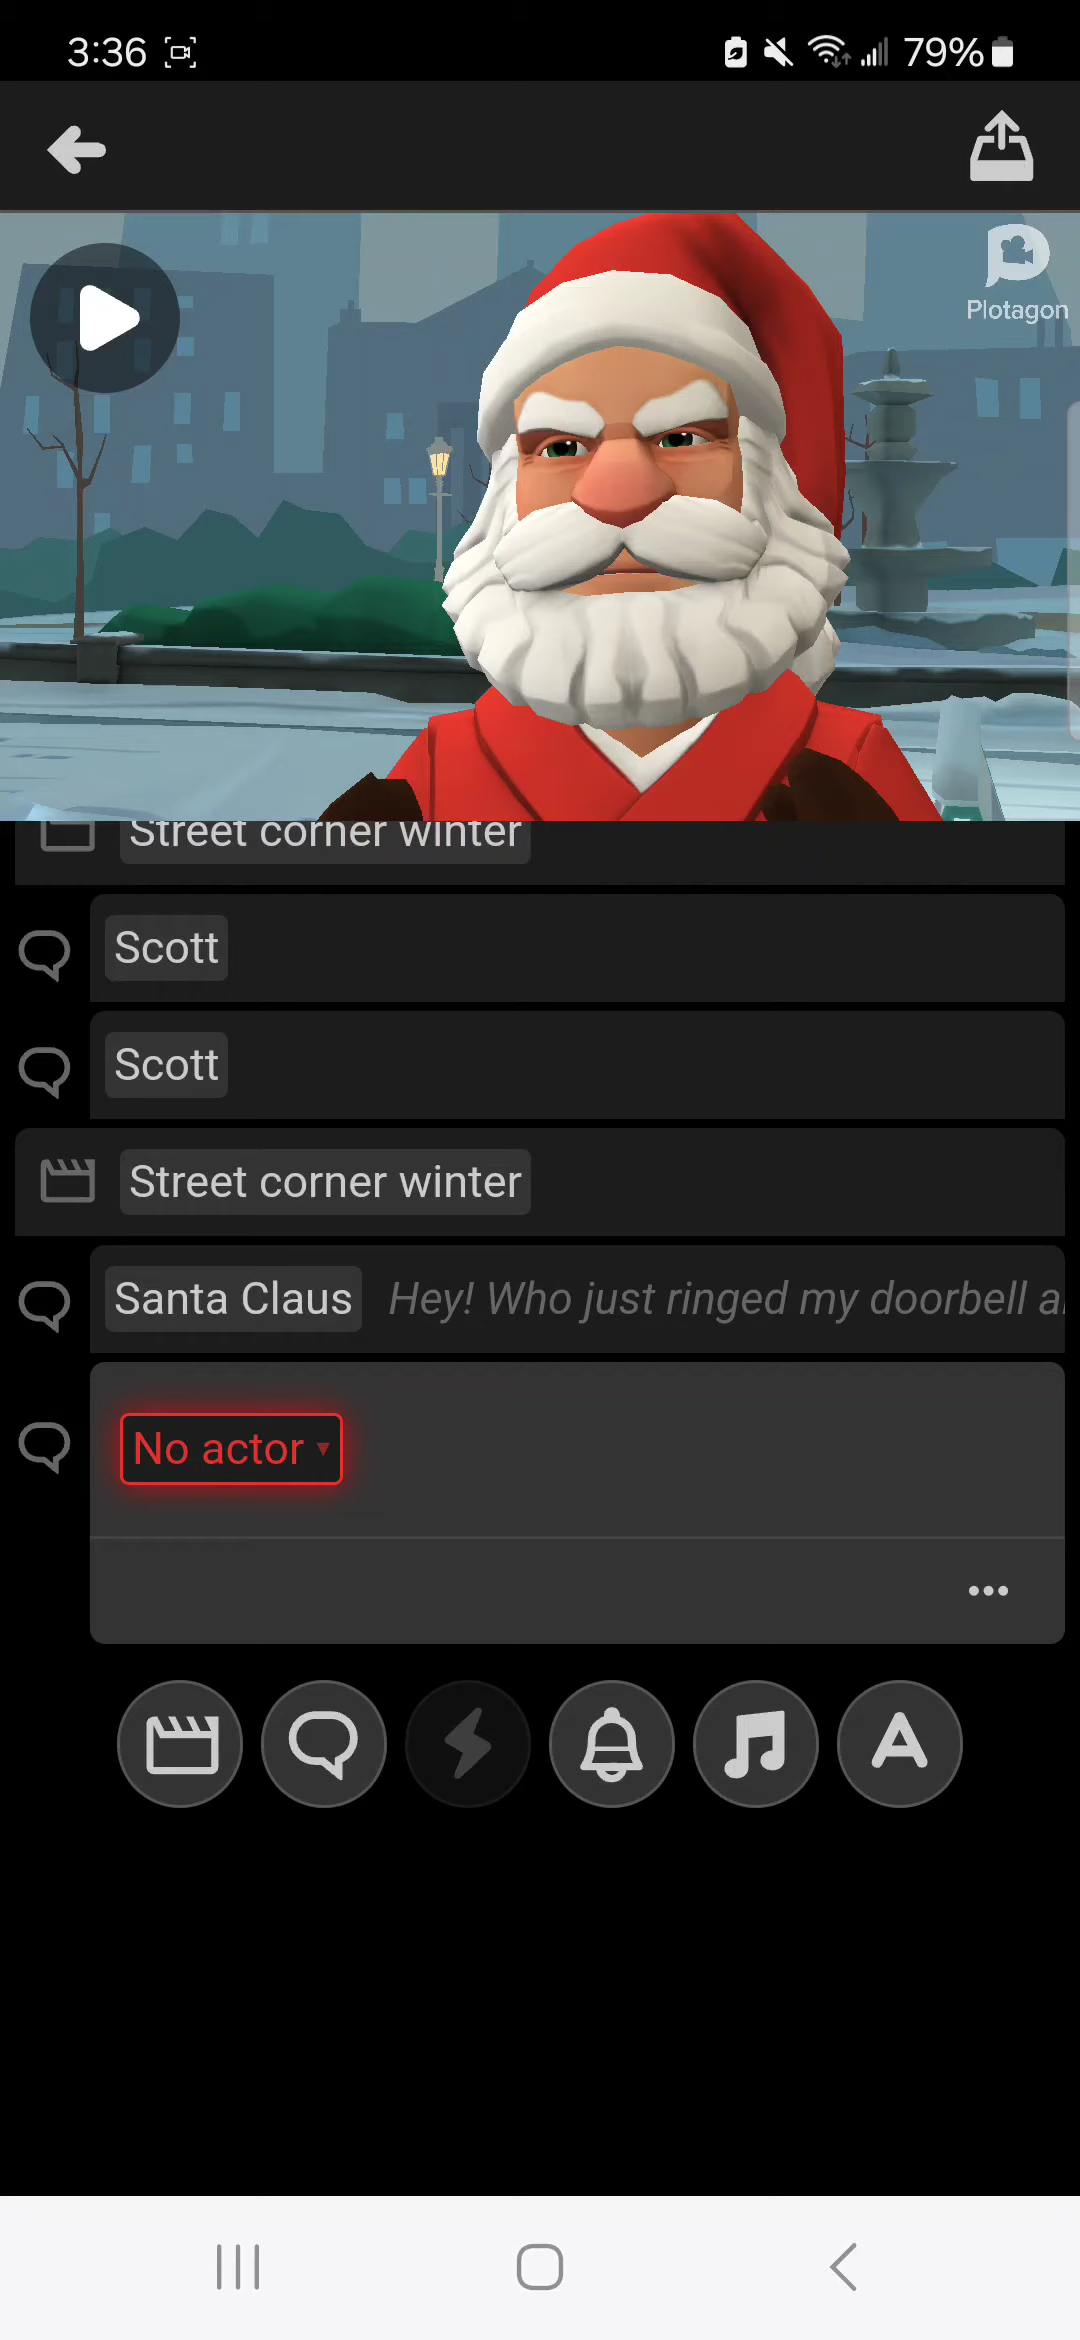 3:36
79%
Plotagon
Street corner winter
Scott
Scott
Street corner winter
Santa Claus Hey! Who just ringed my doorbell a
No actor
A